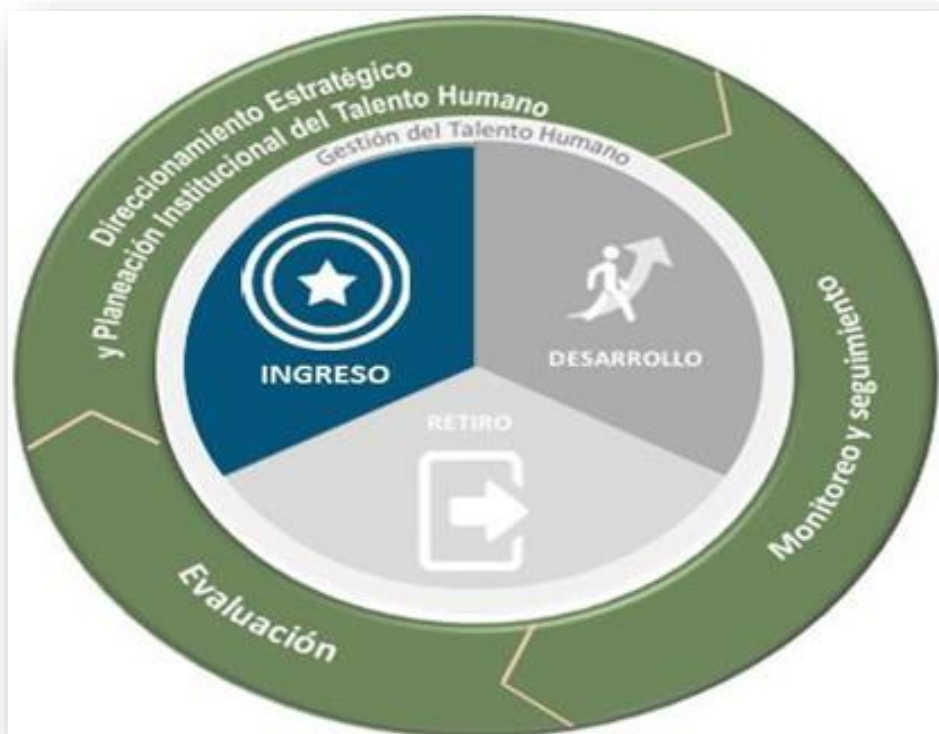 Direccionamiento Estratégico
y Planeación Institucional del Talento Humano
Gestión del Talento Humano
INGRESO
DESARROLLO
RETIRO
Monitoreo y seguimiento
Evaluación